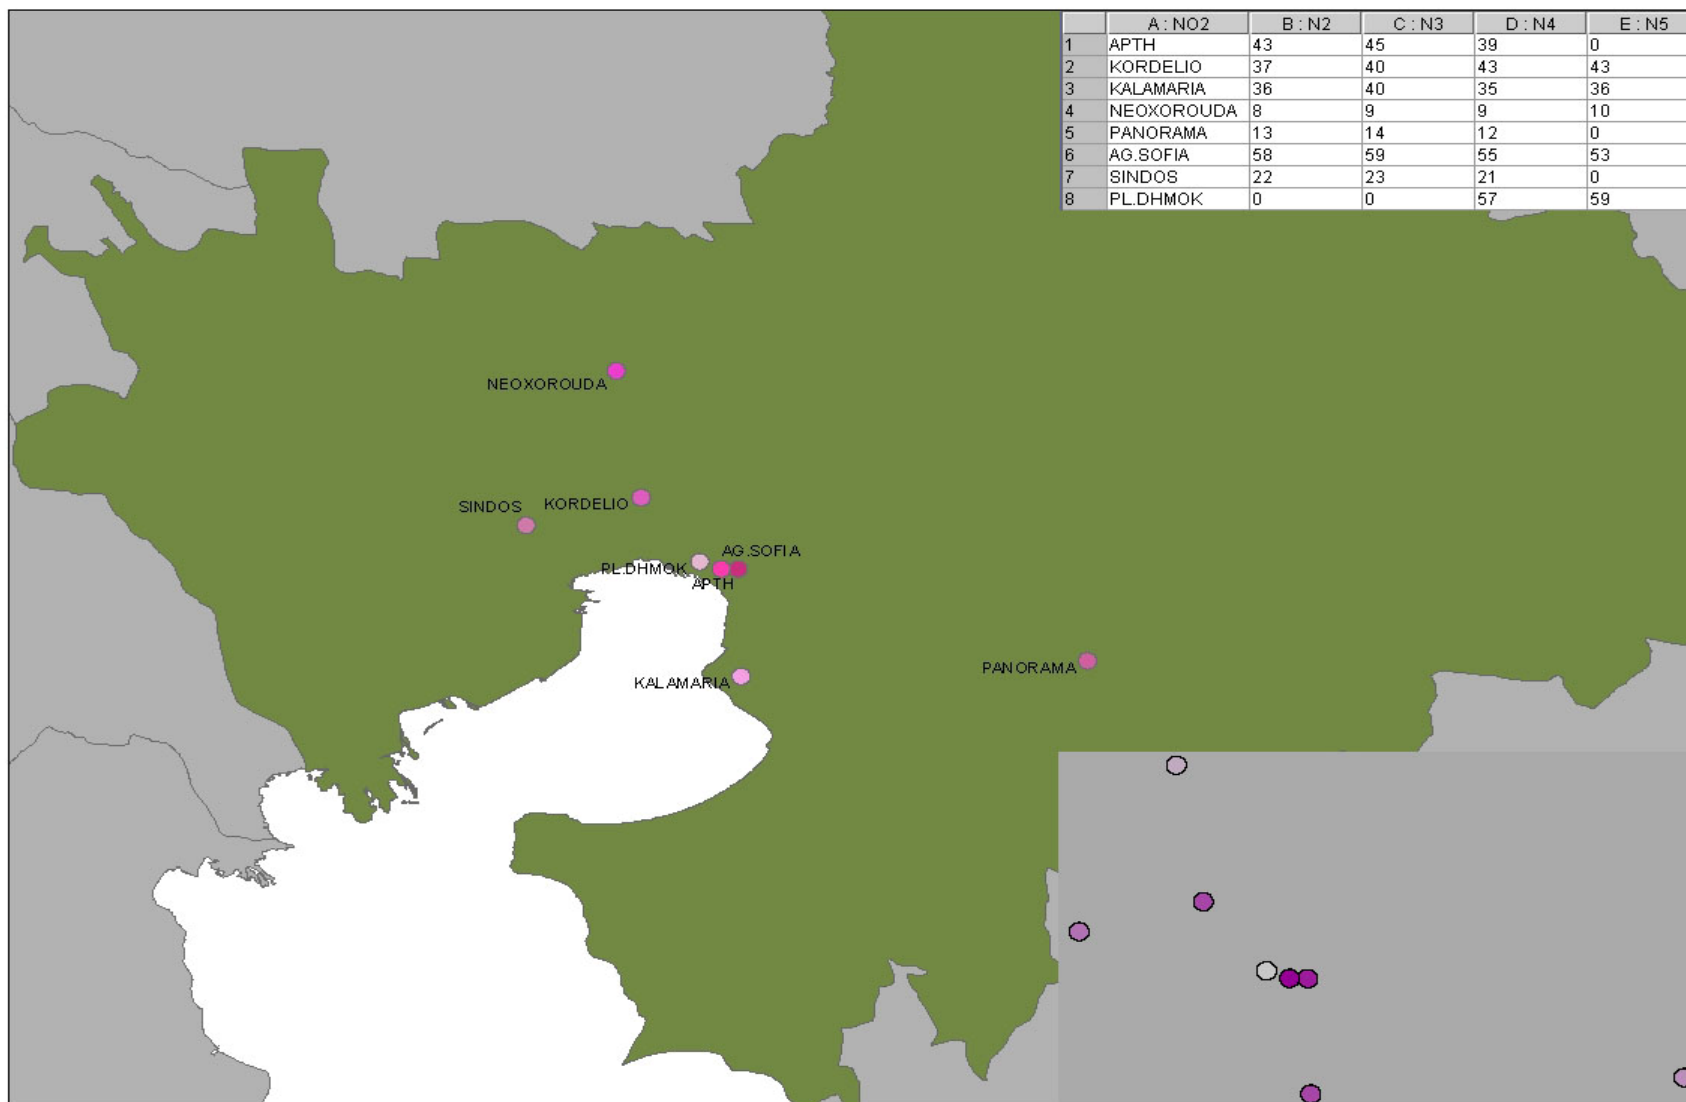 A : NO2 B : N2 C : N3 D : N4 E : N5
1 APTH 43 45 39 0
2 KORDELIO 37 40 43 43
3 KALAMARIA 36 40 35 36
4 NEOXOROUDA 8 9 9 10
5 PANORAMA 13 14 12 0
6 AG.SOFIA 58 59 55 53
7 SINDOS 22 23 21 0
8 PL.DHMOK 0 0 57 59
NEOXOROUDA
SINDOS KORDELIO
AG.SOFIA
PL.DHMOK
APTH
PANORAMA
KALAMARIA